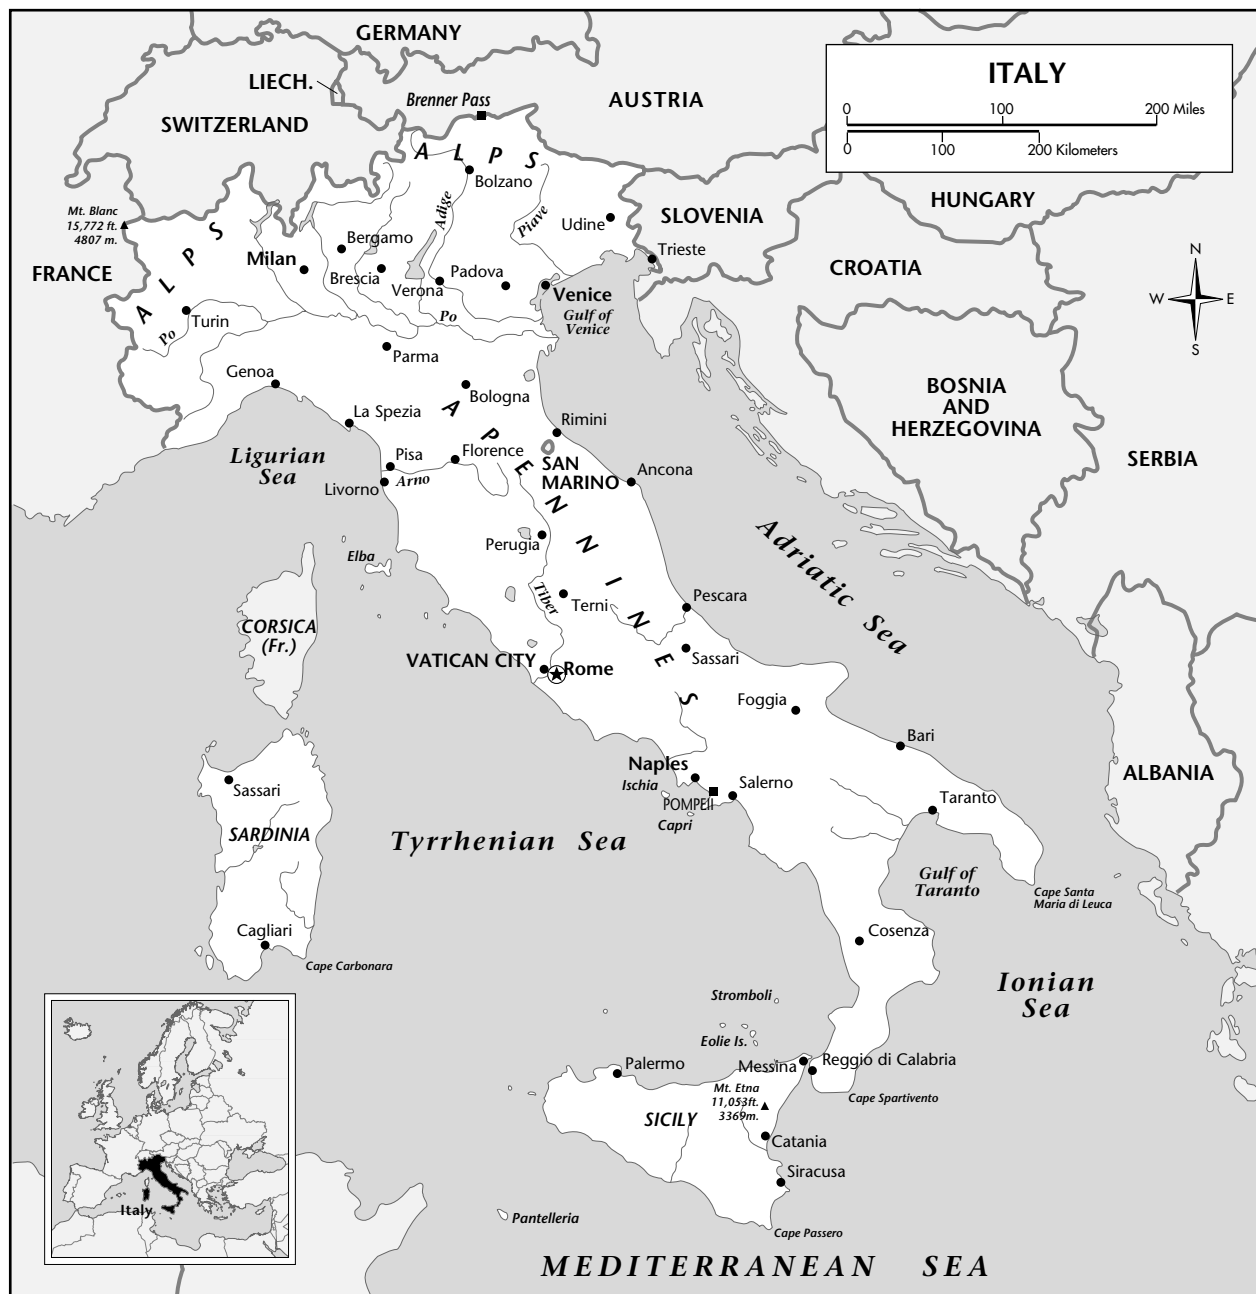 GERMANY
ITALY
0 100 200 Miles
0 100 200 Kilometers
LIECH.
Brenner Pass
AUSTRIA
SWITZERLAND
ALPS
Bolzano
HUNGARY
Mt. Blanc
15,772 ft.
4807 m.
Adige
Piave
Udine
SLOVENIA
Trieste
FRANCE
ALPS
Milan
Bergamo
Brescia
Verona
Padova
Venice
Gulf of
Venice
CROATIA
N
W E
S
Po
Turin
Po
Parma
Genoa
Bologna
BOSNIA
AND
HERZEGOVINA
La Spezia
APENNINES
Rimini
Ligurian
Sea
Pisa
Florence
SAN
MARINO
Ancona
SERBIA
Livorno
Arno
Adriatic Sea
Perugia
Elba
Tiber
Terni
Pescara
CORSICA
(Fr.)
VATICAN CITY
Rome
Sassari
Foggia
Bari
Naples
Ischia
POMPEII
Salerno
Capri
ALBANIA
Sassari
Taranto
SARDINIA
Tyrrhenian Sea
Gulf of
Taranto
Cape Santa
Maria di Leuca
Cagliari
Cape Carbonara
Cosenza
Ionian
Sea
Stromboli
Eolie Is.
Palermo
Messina
Reggio di Calabria
Mt. Etna
11,053ft.
3369m.
Cape Spartivento
SICILY
Catania
Siracusa
Italy
Pantelleria
Cape Passero
MEDITERRANEAN SEA